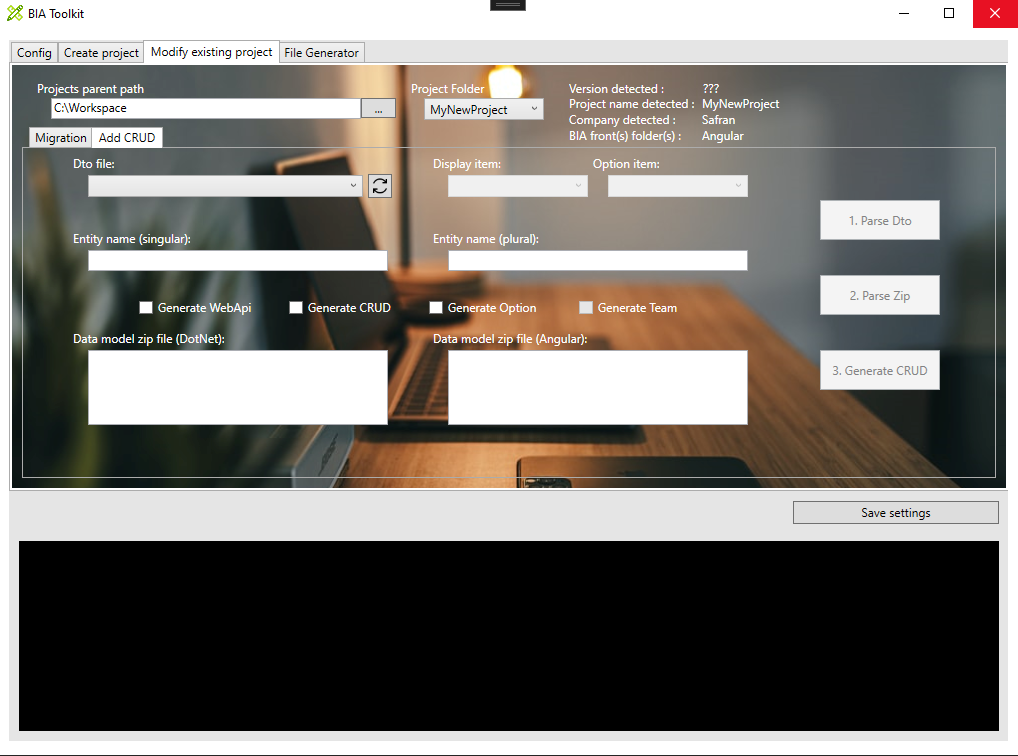 BIA Toolkit
Config Create project Modify existing project File Generator
Projects parent path
C:\Workspace ...
Project Folder
MyNewProject
Version detected : ???
Project name detected : MyNewProject
Company detected : Safran
BIA front(s) folder(s) : Angular
Migration Add CRUD
Dto file: Display item: Option item:
1. Parse Dto
Entity name (singular): Entity name (plural):
2. Parse Zip
Generate WebApi Generate CRUD Generate Option Generate Team
Data model zip file (DotNet): Data model zip file (Angular):
3. Generate CRUD
Save settings